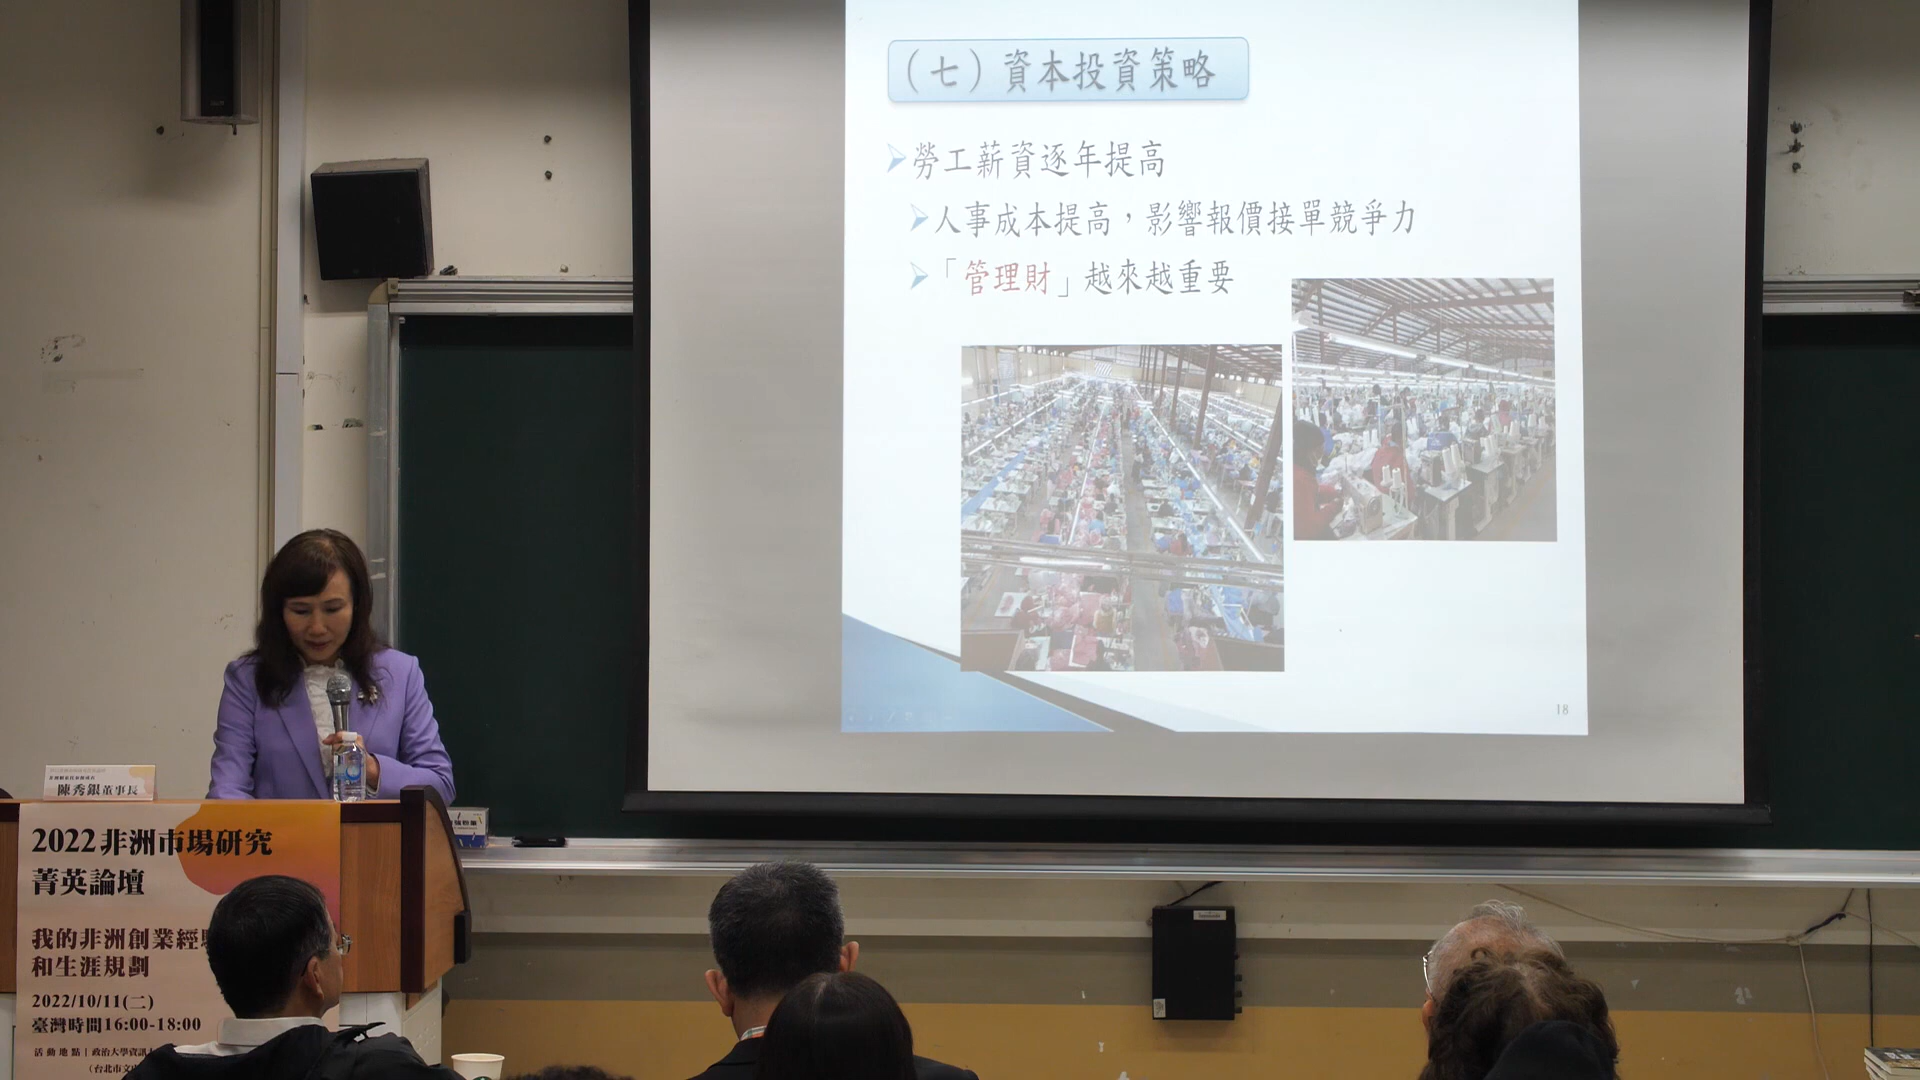 （七）資本投資策略
勞工薪資逐年提高
人事成本提高，影響報價接單競爭力
「管理財」越來越重要
18
陳秀銀董事長
2022非洲市場研究
菁英論壇
我的非洲創業經
和生涯規劃
2022/10/11(二)
臺灣時間16:00-18:00
活動地點｜政治大學資訊
（台北市文